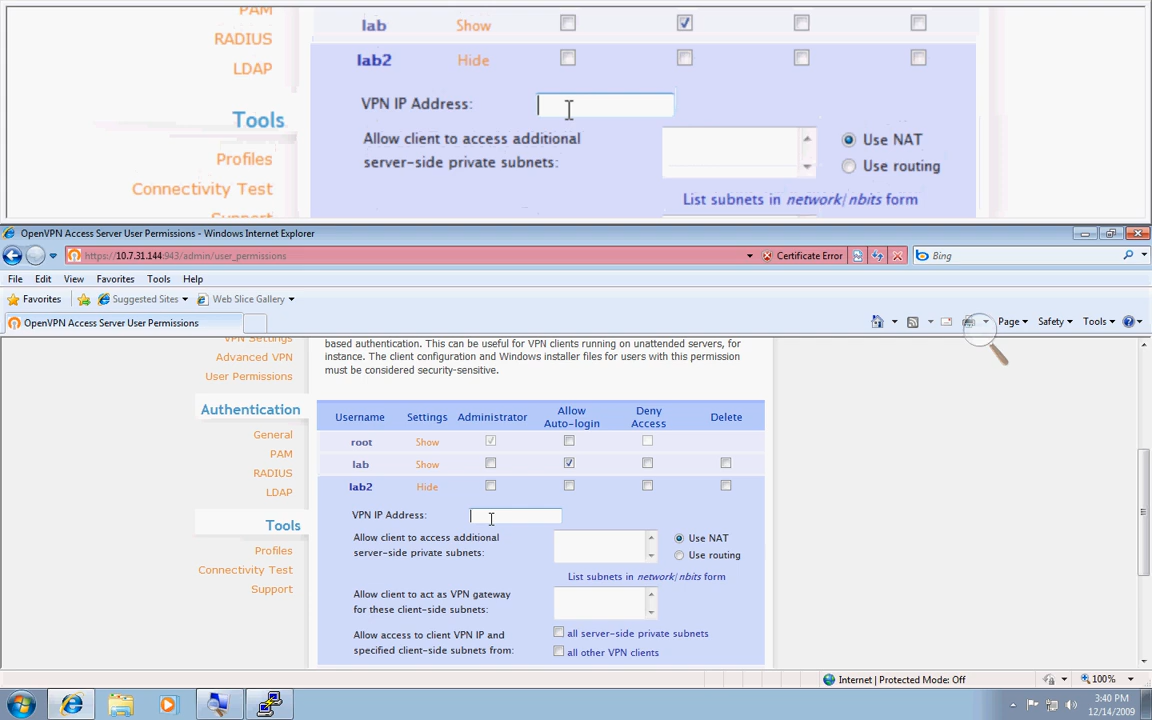 PAM
lab Show
RADIUS
lab2 Hide
LDAP
VPN IP Address:
Tools
Allow client to access additional
server-side private subnets:
Use NAT
Profiles
Use routing
Connectivity Test
List subnets in network/nbits form
Support
OpenVPN Access Server User Permissions - Windows Internet Explorer
https://10.7.31.144:943/admin/user_permissions
Certificate Error
Bing
File Edit View Favorites Tools Help
Favorites Suggested Sites Web Slice Gallery
OpenVPN Access Server User Permissions
Page Safety Tools
VPN Settings
Advanced VPN
User Permissions
Authentication
General
PAM
RADIUS
LDAP
Tools
Profiles
Connectivity Test
Support
based authentication. This can be useful for VPN clients running on unattended servers, for
instance. The client configuration and Windows installer files for users with this permission
must be considered security-sensitive.
Username Settings Administrator Allow Auto-login Deny Access Delete
root Show
lab Show
lab2 Hide
VPN IP Address:
Allow client to access additional
server-side private subnets:
Use NAT
Use routing
List subnets in network/nbits form
Allow client to act as VPN gateway
for these client-side subnets:
Allow access to client VPN IP and
specified client-side subnets from:
all server-side private subnets
all other VPN clients
Internet | Protected Mode: Off
100%
3:40 PM
12/14/2009